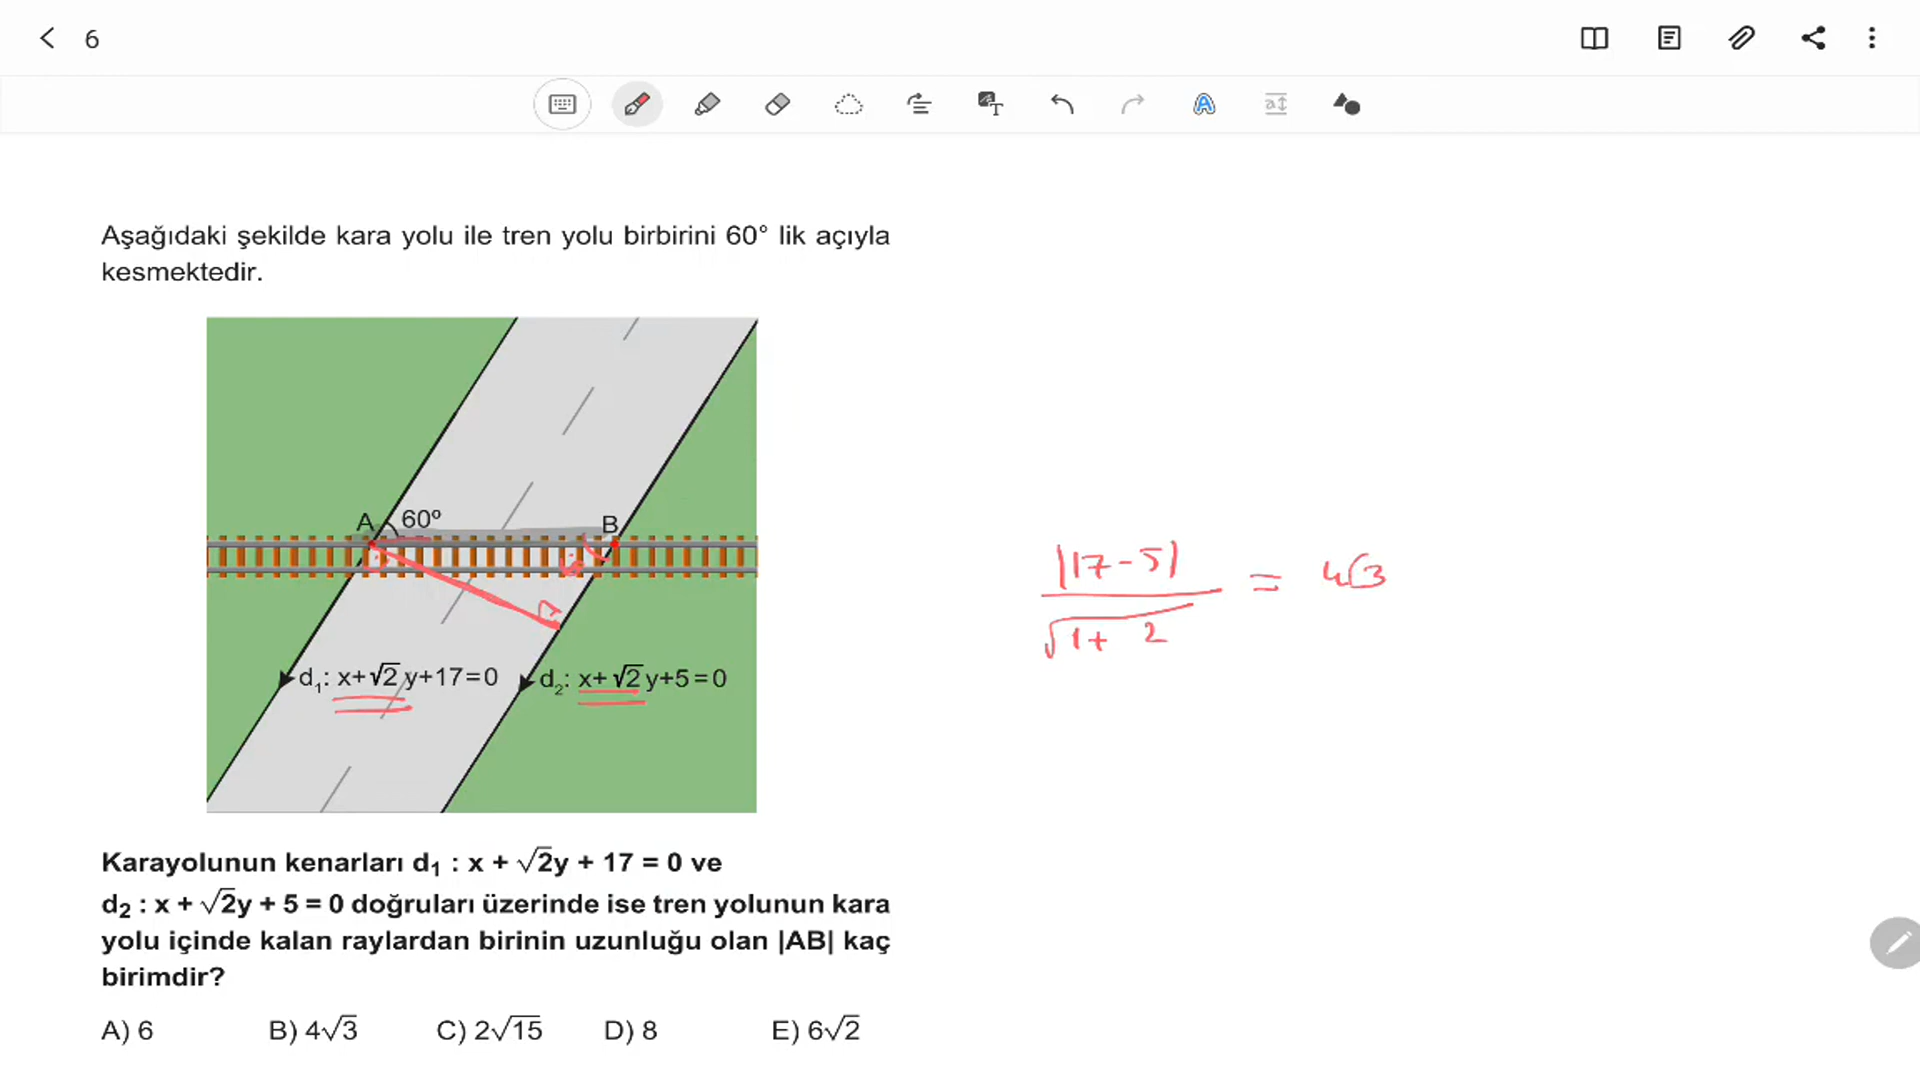 6
Aşağıdaki şekilde kara yolu ile tren yolu birbirini 60° lik açıyla
kesmektedir.
A 60º B
|17-5|
√1+ 2
= 4√3
d₁: x+√2 y+17=0
d₂: x+ √2 y+5=0
Karayolunun kenarları d₁ : x + √2y + 17 = 0 ve
d₂ : x + √2y + 5 = 0 doğruları üzerinde ise tren yolunun kara
yolu içinde kalan raylardan birinin uzunluğu olan |AB| kaç
birimdir?
A) 6 B) 4√3 C) 2√15 D) 8 E) 6√2